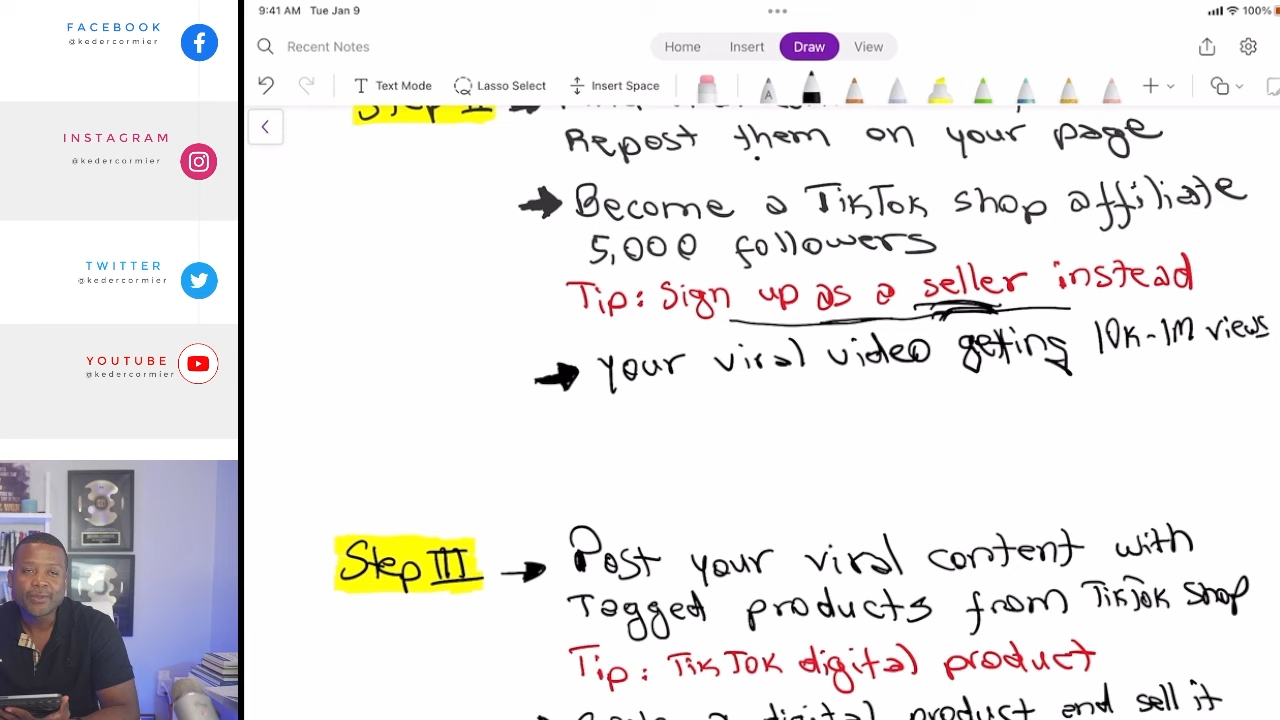 FACEBOOK
@kedercormier
INSTAGRAM
@kedercormier
TWITTER
@kedercormier
YOUTUBE
@kedercormier
9:41 AM Tue Jan 9
100%
Recent Notes
Home Insert Draw View
Text Mode Lasso Select Insert Space
A
Step II
Repost them on your page
Become a TikTok shop affiliate
5,000 followers
Tip: Sign up as a seller instead
your viral video getting 10K-1M views
Step III Post your viral content with
Tagged products from TikTok shop
Tip: TikTok digital product
a digital product and sell it